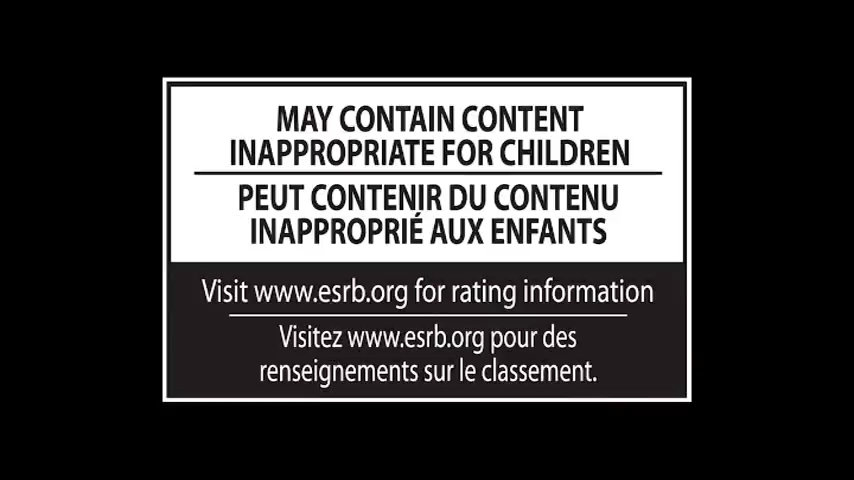 MAY CONTAIN CONTENT
INAPPROPRIATE FOR CHILDREN
PEUT CONTENIR DU CONTENU
INAPPROPRIÉ AUX ENFANTS
Visit www.esrb.org for rating information
Visitez www.esrb.org pour des
renseignements sur le classement.